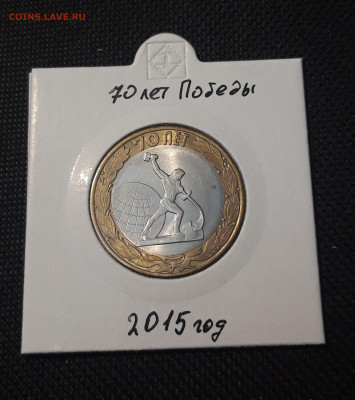 COINS.LAVE.RU
70 лет Победы
70 ЛЕТ
2015 год